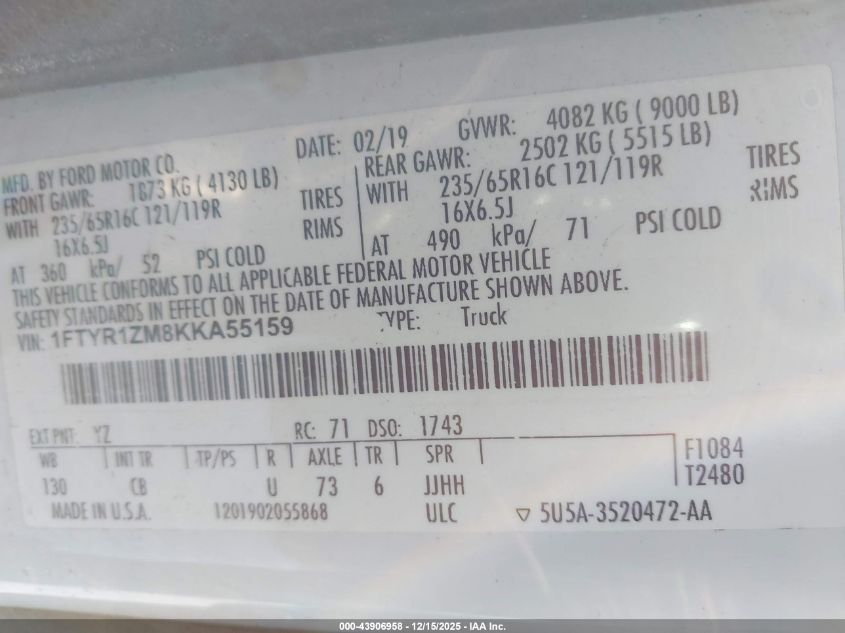 MFD. BY FORD MOTOR CO. DATE: 02/19 GVWR: 4082 KG ( 9000 LB)
FRONT GAWR: 1873 KG ( 4130 LB) REAR GAWR: 2502 KG ( 5515 LB)
WITH 235/65R16C 121/119R TIRES WITH 235/65R16C 121/119R TIRES
16X6.5J RIMS 16X6.5J RIMS
AT 360 kPa/ 52 PSI COLD AT 490 kPa/ 71 PSI COLD
THIS VEHICLE CONFORMS TO ALL APPLICABLE FEDERAL MOTOR VEHICLE
SAFETY STANDARDS IN EFFECT ON THE DATE OF MANUFACTURE SHOWN ABOVE.
VIN: 1FTYR1ZM8KKA55159 TYPE: Truck
EXT PNT: YZ RC: 71 DSO: 1743
WB INT TR TP/PS R AXLE TR SPR F1084
130 CB U 73 6 JJHH T2480
MADE IN U.S.A. 1201902055868 ULC ▽ 5U5A-3520472-AA
000-43906958 - 12/15/2025 - IAA Inc.